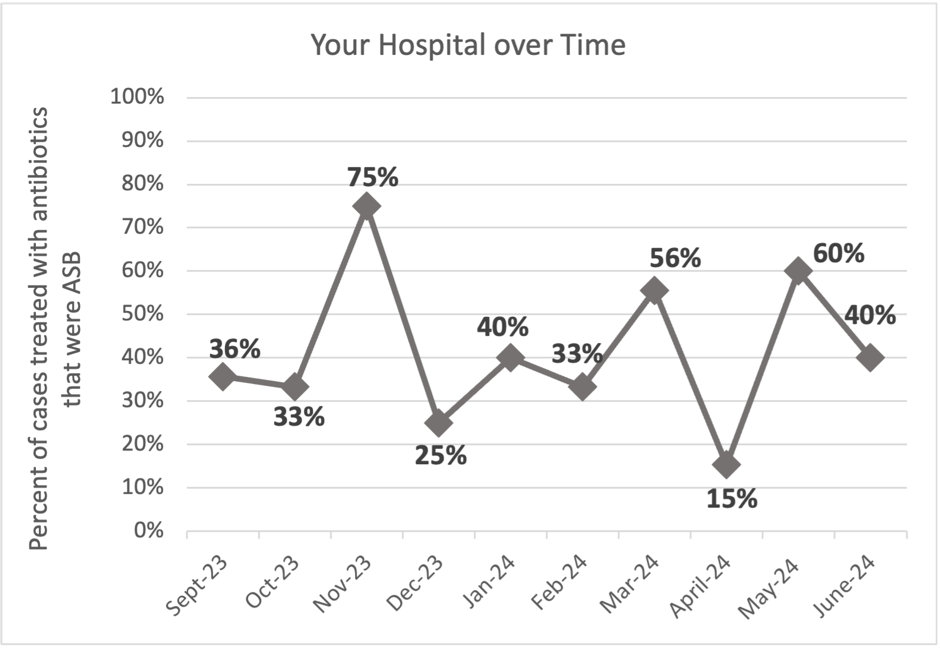 Your Hospital over Time
Percent of cases treated with antibiotics
that were ASB
100%
90%
80%
70%
60%
50%
40%
30%
20%
10%
0%
36%
33%
75%
25%
40%
33%
56%
15%
60%
40%
Sept-23
Oct-23
Nov-23
Dec-23
Jan-24
Feb-24
Mar-24
April-24
May-24
June-24